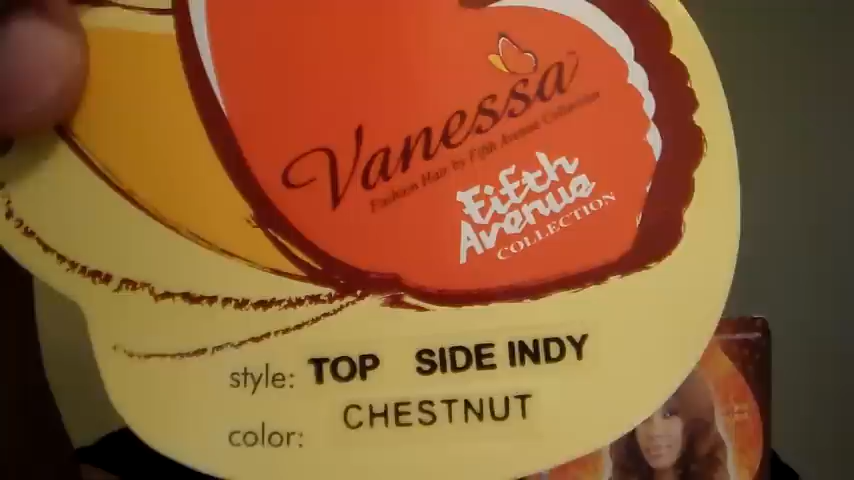 Vanessa
Fashion Hair by Fifth Avenue Collection
Fifth
Avenue
COLLECTION
style: TOP SIDE INDY
color: CHESTNUT